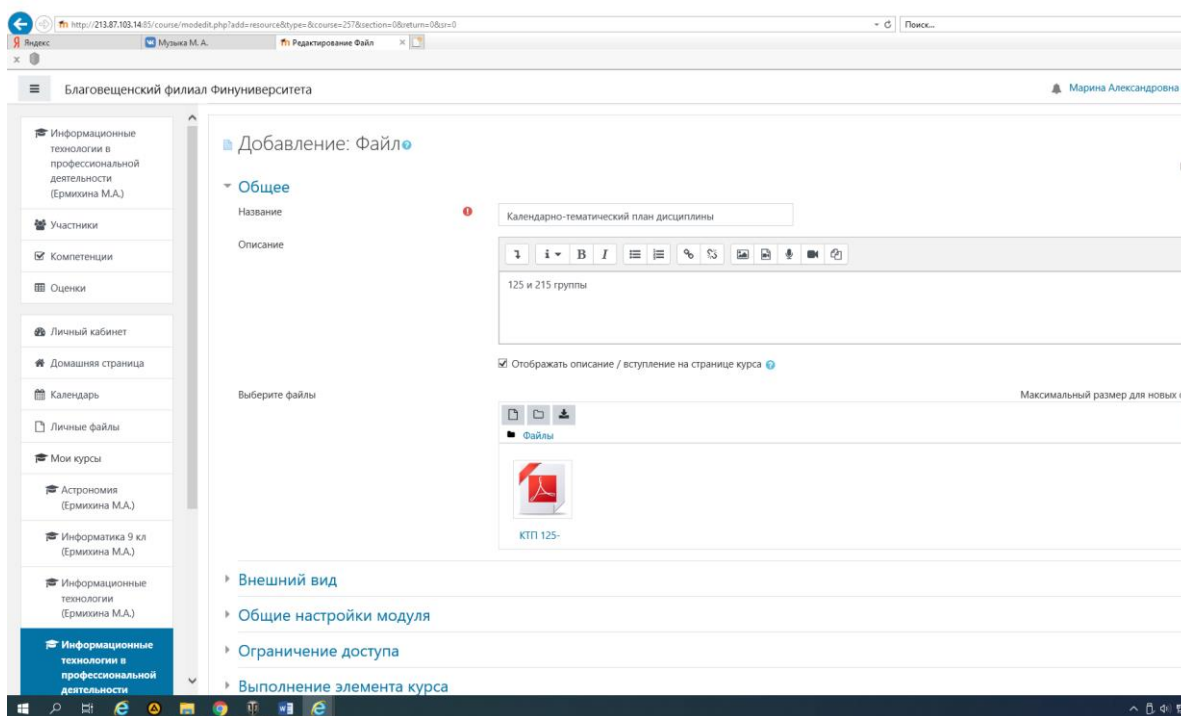 http://213.87.103.14:85/course/modedit.php?add=resource&type=&course=257&section=0&return=0&sr=0
Поиск...
Яндекс
Музыка М. А.
Редактирование Файл
Благовещенский филиал Финуниверситета
Марина Александровна
Информационные
технологии в
профессиональной
деятельности
(Ермихина М.А.)
Участники
Компетенции
Оценки
Личный кабинет
Домашняя страница
Календарь
Личные файлы
Мои курсы
Астрономия
(Ермихина М.А.)
Информатика 9 кл
(Ермихина М.А.)
Информационные
технологии
(Ермихина М.А.)
Информационные
технологии в
профессиональной
деятельности
Добавление: Файл
Общее
Название
Календарно-тематический план дисциплины
Описание
125 и 215 группы
Отображать описание / вступление на странице курса
Выберите файлы
Максимальный размер для новых
Файлы
КТП 125-
Внешний вид
Общие настройки модуля
Ограничение доступа
Выполнение элемента курса